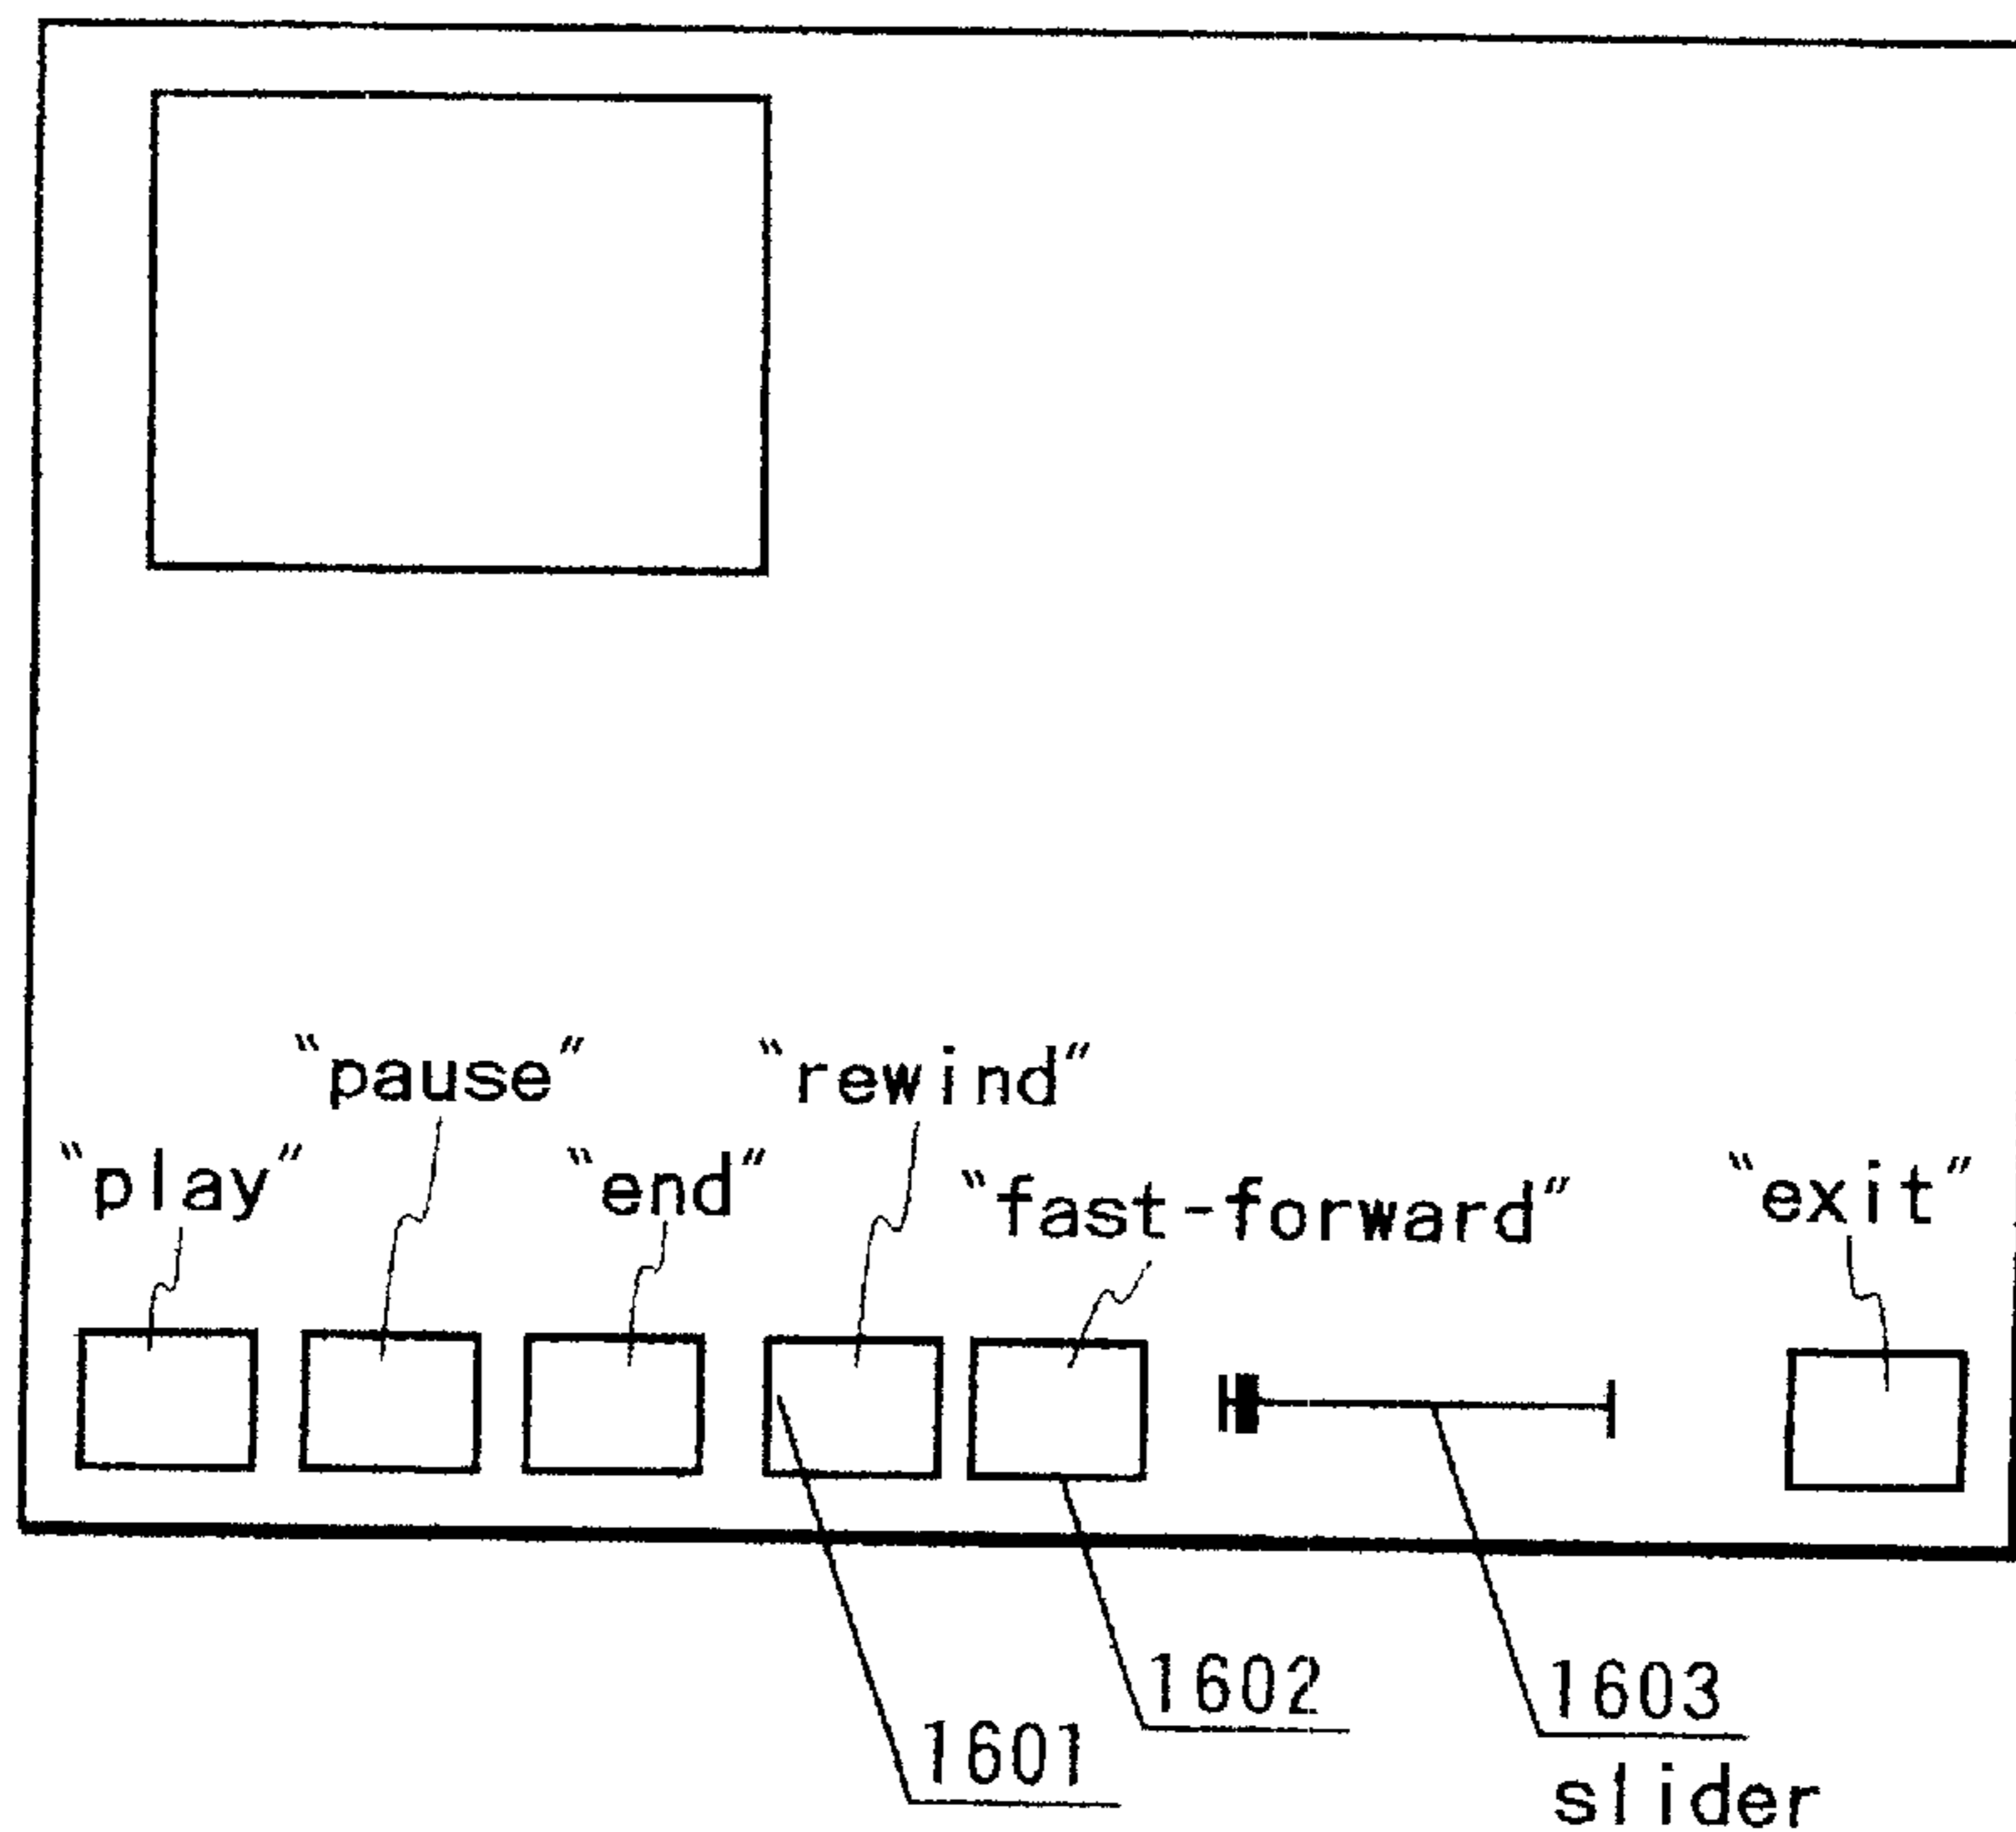 “pause”
“rewind”
“play”
“end”
“fast-forward”
“exit”
1602
1603
1601
slider